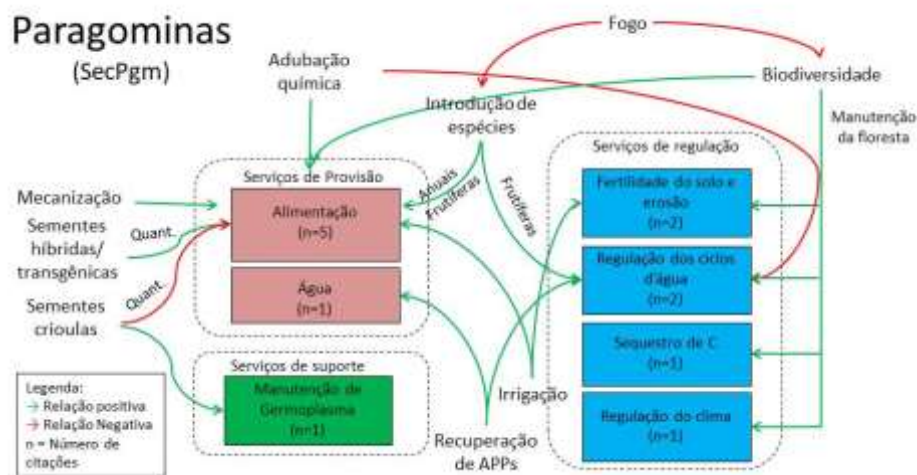 Paragominas
(SecPgm)
Fogo
Adubação
química
Biodiversidade
Introdução de
espécies
Manutenção
da floresta
Serviços de Provisão
Serviços de regulação
Mecanização
Sementes
híbridas/
transgênicas
Quant.
Alimentação
(n=5)
Anuais
Frutíferas
Frutíferas
Fertilidade do solo e
erosão
(n=2)
Sementes
crioulas
Quant.
Água
(n=1)
Regulação dos ciclos
d'água
(n=2)
Serviços de suporte
Manutenção de
Germoplasma
(n=1)
Sequestro de C
(n=1)
Irrigação
Regulação do clima
(n=1)
Recuperação
de APPs
Legenda:
Relação positiva
Relação Negativa
n = Número de
citações